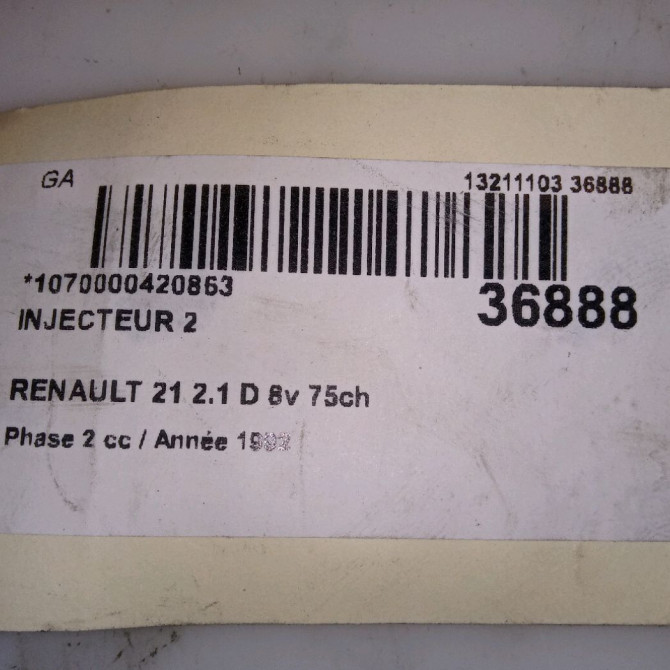 GA
13211103 36888
*1070000420863
36888
INJECTEUR 2
RENAULT 21 2.1 D 8v 75ch
Phase 2 cc / Année